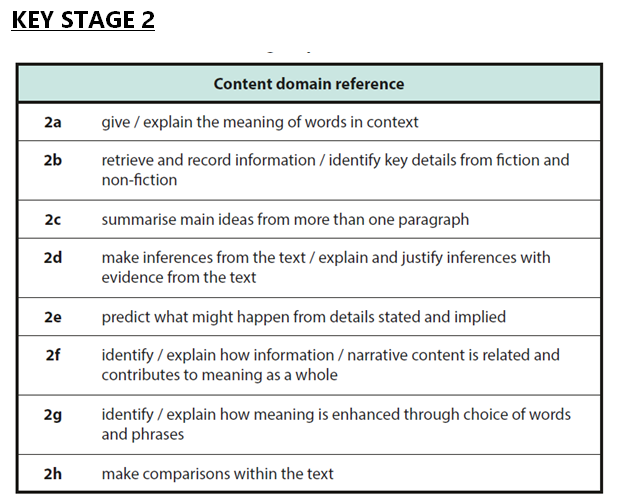 KEY STAGE 2
Content domain reference
2a give / explain the meaning of words in context
2b retrieve and record information / identify key details from fiction and
non-fiction
2c summarise main ideas from more than one paragraph
2d make inferences from the text / explain and justify inferences with
evidence from the text
2e predict what might happen from details stated and implied
2f identify / explain how information / narrative content is related and
contributes to meaning as a whole
2g identify / explain how meaning is enhanced through choice of words
and phrases
2h make comparisons within the text